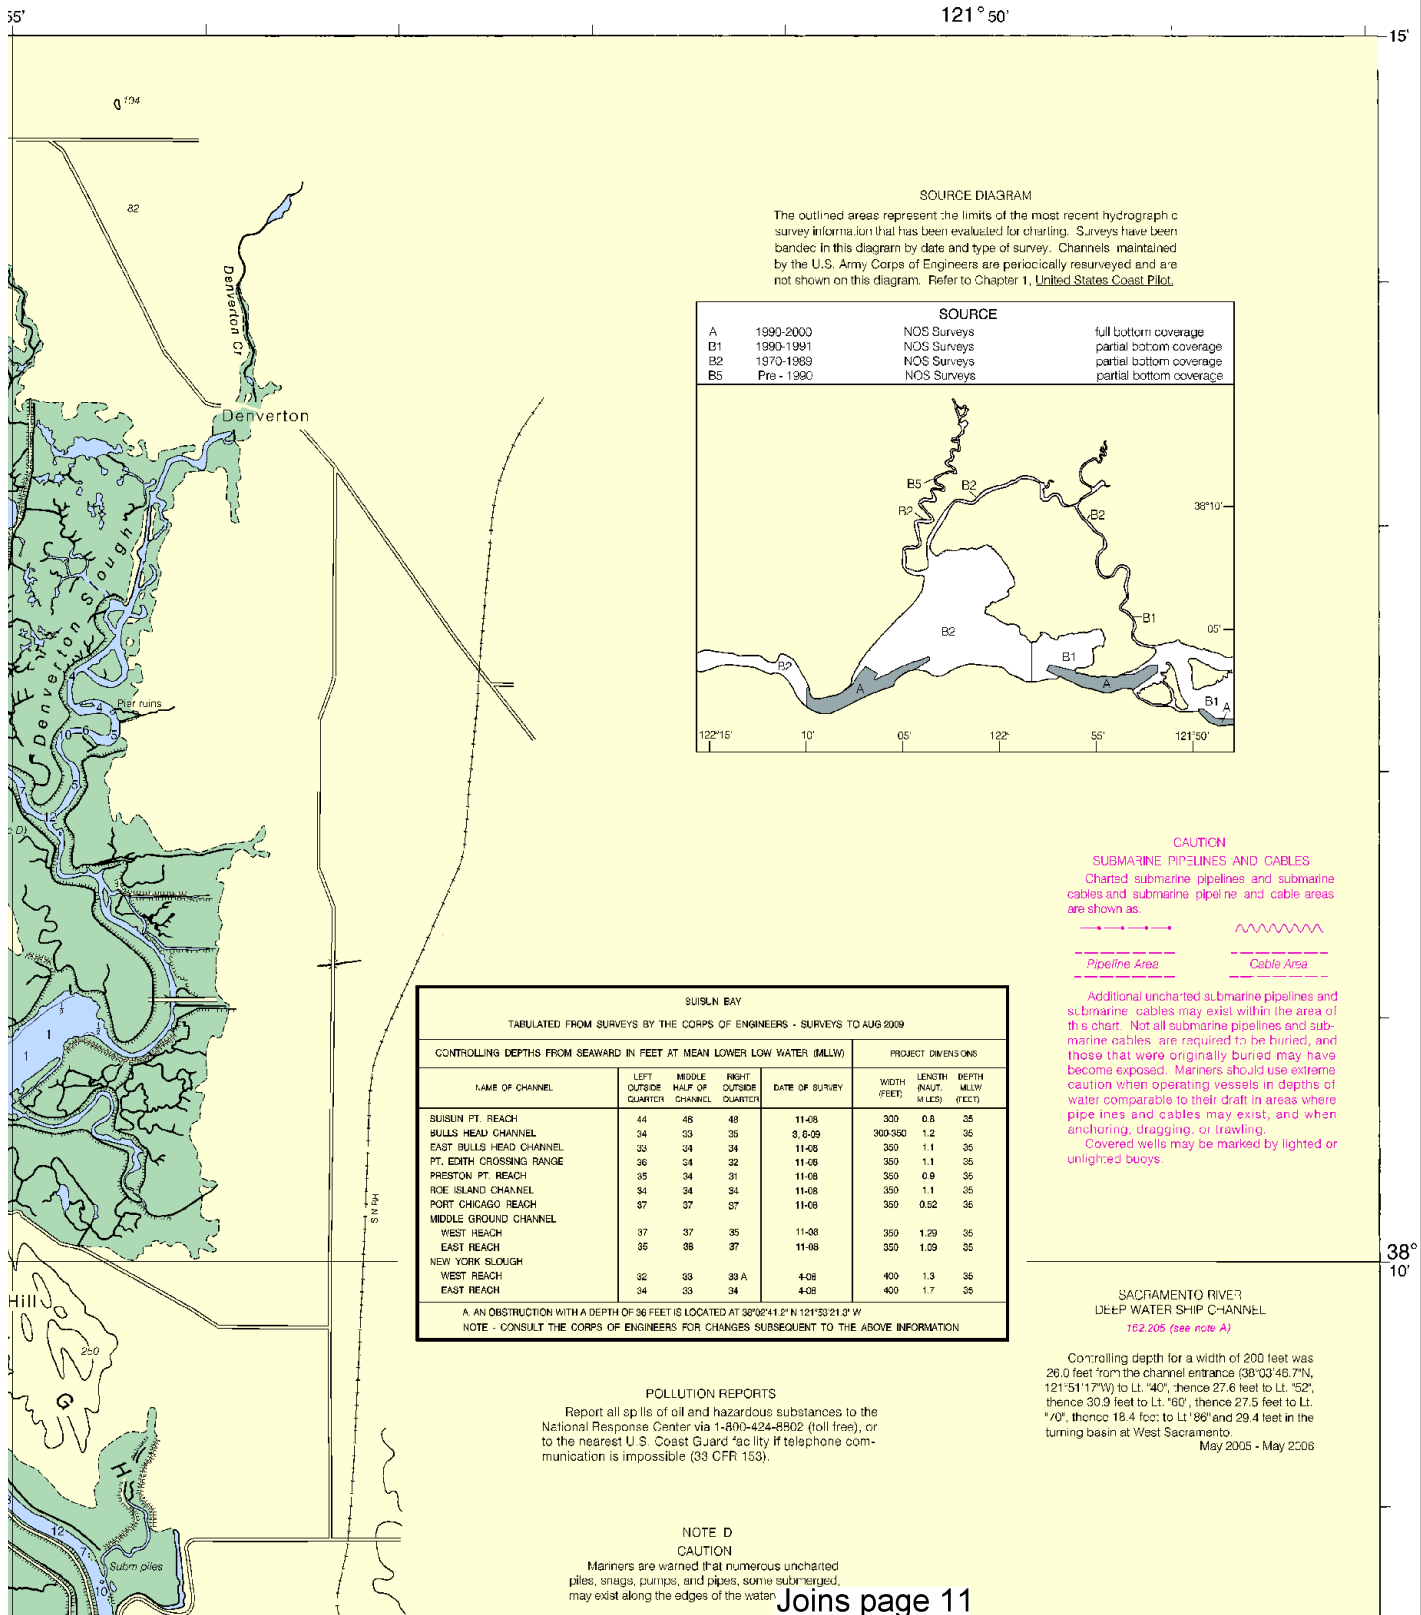 55'
121° 50'
15'
104
82
Denverton Cr
Denverton
Denverton Slough
4
Pier ruins
4
10
6
5
5
7
12
D)
1
1
SOURCE DIAGRAM
The outlined areas represent the limits of the most recent hydrographic
survey information that has been evaluated for charting. Surveys have been
banded in this diagram by date and type of survey. Channels maintained
by the U.S. Army Corps of Engineers are periodically resurveyed and are
not shown on this diagram. Refer to Chapter 1, United States Coast Pilot.
SOURCE
A 1990-2000 NOS Surveys full bottom coverage
B1 1990-1991 NOS Surveys partial bottom coverage
B2 1970-1989 NOS Surveys partial bottom coverage
B5 Pre - 1990 NOS Surveys partial bottom coverage
B5
B2
B2
B2
38°10'
B1
05'
B2
B2
B1
A
A
B1
A
122°15' 10' 05' 122° 55' 121°50'
CAUTION
SUBMARINE PIPELINES AND CABLES
Charted submarine pipelines and submarine
cables and submarine pipeline and cable areas
are shown as:
Pipeline Area Cable Area
Additional uncharted submarine pipelines and
submarine cables may exist within the area of
this chart. Not all submarine pipelines and sub-
marine cables are required to be buried, and
those that were originally buried may have
become exposed. Mariners should use extreme
caution when operating vessels in depths of
water comparable to their draft in areas where
pipelines and cables may exist, and when
anchoring, dragging, or trawling.
Covered wells may be marked by lighted or
unlighted buoys.
SUISUN BAY
TABULATED FROM SURVEYS BY THE CORPS OF ENGINEERS - SURVEYS TO AUG 2009
CONTROLLING DEPTHS FROM SEAWARD IN FEET AT MEAN LOWER LOW WATER (MLLW) PROJECT DIMENSIONS
NAME OF CHANNEL LEFT OUTSIDE QUARTER MIDDLE HALF OF CHANNEL RIGHT OUTSIDE QUARTER DATE OF SURVEY WIDTH (FEET) LENGTH (NAUT. MILES) DEPTH MLLW (FEET)
SUISUN PT. REACH 44 46 48 11-08 300 0.8 35
BULLS HEAD CHANNEL 34 33 35 3, 8-09 300-350 1.2 35
EAST BULLS HEAD CHANNEL 33 34 34 11-08 350 1.1 35
PT. EDITH CROSSING RANGE 36 34 32 11-08 350 1.1 35
PRESTON PT. REACH 35 34 31 11-08 350 0.9 35
ROE ISLAND CHANNEL 34 34 34 11-08 350 1.1 35
PORT CHICAGO REACH 37 37 37 11-08 350 0.52 35
MIDDLE GROUND CHANNEL
WEST REACH 37 37 35 11-08 350 1.29 35
EAST REACH 35 38 37 11-08 350 1.09 35
NEW YORK SLOUGH
WEST REACH 32 33 33 A 4-08 400 1.3 35
EAST REACH 34 33 34 4-08 400 1.7 35
A. AN OBSTRUCTION WITH A DEPTH OF 36 FEET IS LOCATED AT 38°02'41.2" N 121°53'21.3" W
NOTE - CONSULT THE CORPS OF ENGINEERS FOR CHANGES SUBSEQUENT TO THE ABOVE INFORMATION
S N RH
38°
10'
SACRAMENTO RIVER
DEEP WATER SHIP CHANNEL
162.205 (see note A)
Controlling depth for a width of 200 feet was
26.0 feet from the channel entrance (38°03'46.7"N,
121°51'17"W) to Lt. "40", thence 27.6 feet to Lt. "52",
thence 30.9 feet to Lt. "60", thence 27.5 feet to Lt.
"70", thence 18.4 feet to Lt "86" and 29.4 feet in the
turning basin at West Sacramento.
May 2005 - May 2006
Hill
260
G
H
12
7
10
Subm piles
POLLUTION REPORTS
Report all spills of oil and hazardous substances to the
National Response Center via 1-800-424-8802 (toll free), or
to the nearest U.S. Coast Guard facility if telephone com-
munication is impossible (33 CFR 153).
NOTE D
CAUTION
Mariners are warned that numerous uncharted
piles, snags, pumps, and pipes, some submerged,
may exist along the edges of the water
Joins page 11